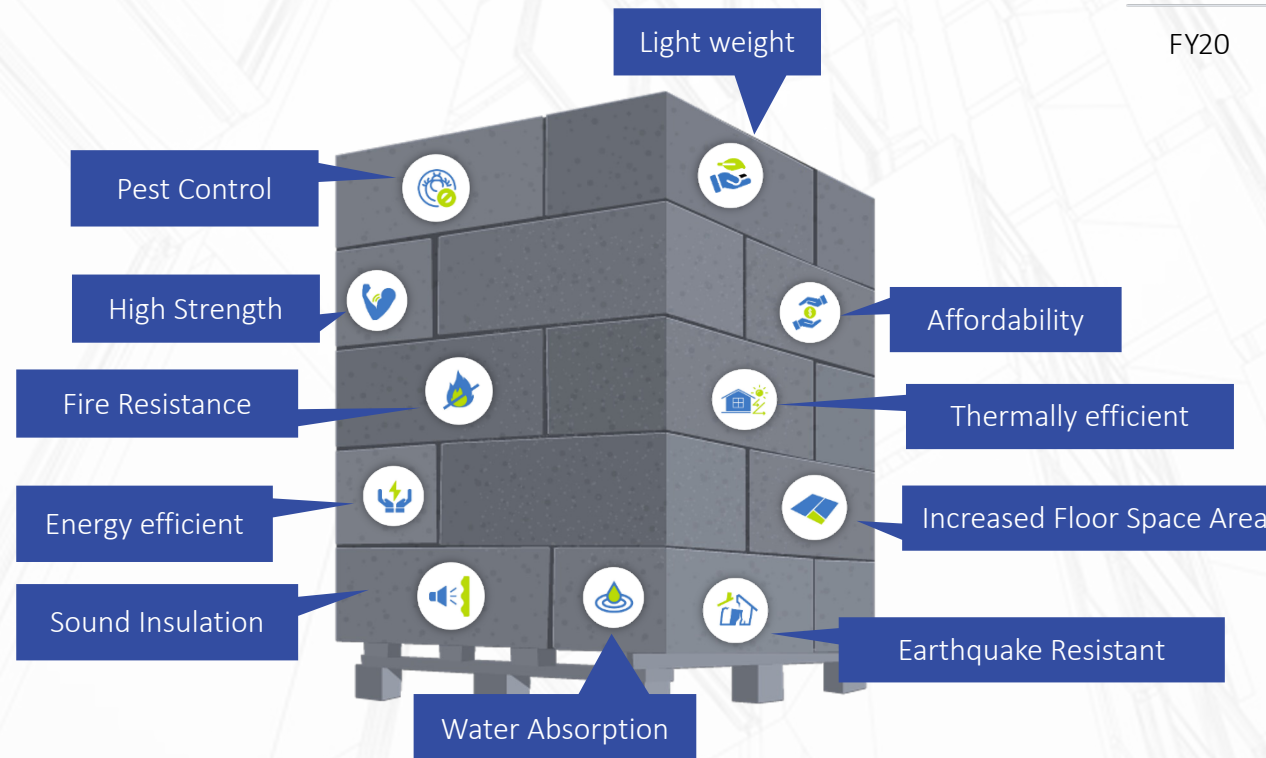 Light weight
FY20
Pest Control
High Strength
Affordability
Fire Resistance
Thermally efficient
Energy efficient
Increased Floor Space Area
Sound Insulation
Earthquake Resistant
Water Absorption